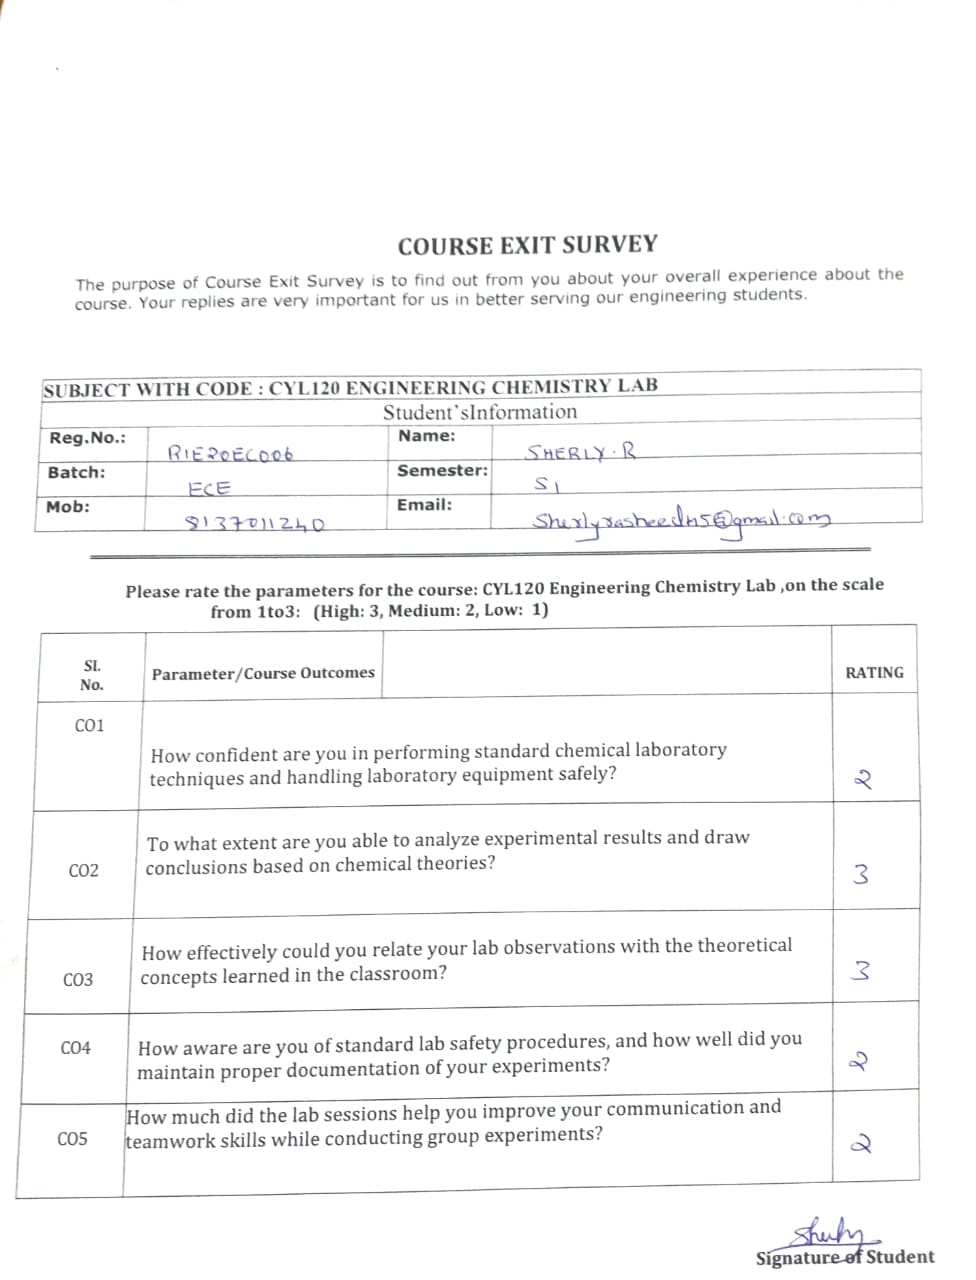 COURSE EXIT SURVEY
The purpose of Course Exit Survey is to find out from you about your overall experience about the
course. Your replies are very important for us in better serving our engineering students.
SUBJECT WITH CODE : CYL120 ENGINEERING CHEMISTRY LAB
Student'sInformation
Reg.No.: RIE20EC006 Name: SHERLY.R
Batch: ECE Semester: S1
Mob: 8137011240 Email:
Please rate the parameters for the course: CYL120 Engineering Chemistry Lab ,on the scale
from 1to3: (High: 3, Medium: 2, Low: 1)
Sl.
No.
Parameter/Course Outcomes
RATING
CO1
How confident are you in performing standard chemical laboratory
techniques and handling laboratory equipment safely?
2
CO2
To what extent are you able to analyze experimental results and draw
conclusions based on chemical theories?
3
CO3
How effectively could you relate your lab observations with the theoretical
concepts learned in the classroom?
3
CO4
How aware are you of standard lab safety procedures, and how well did you
maintain proper documentation of your experiments?
2
CO5
How much did the lab sessions help you improve your communication and
teamwork skills while conducting group experiments?
2
Sherly
Signature of Student